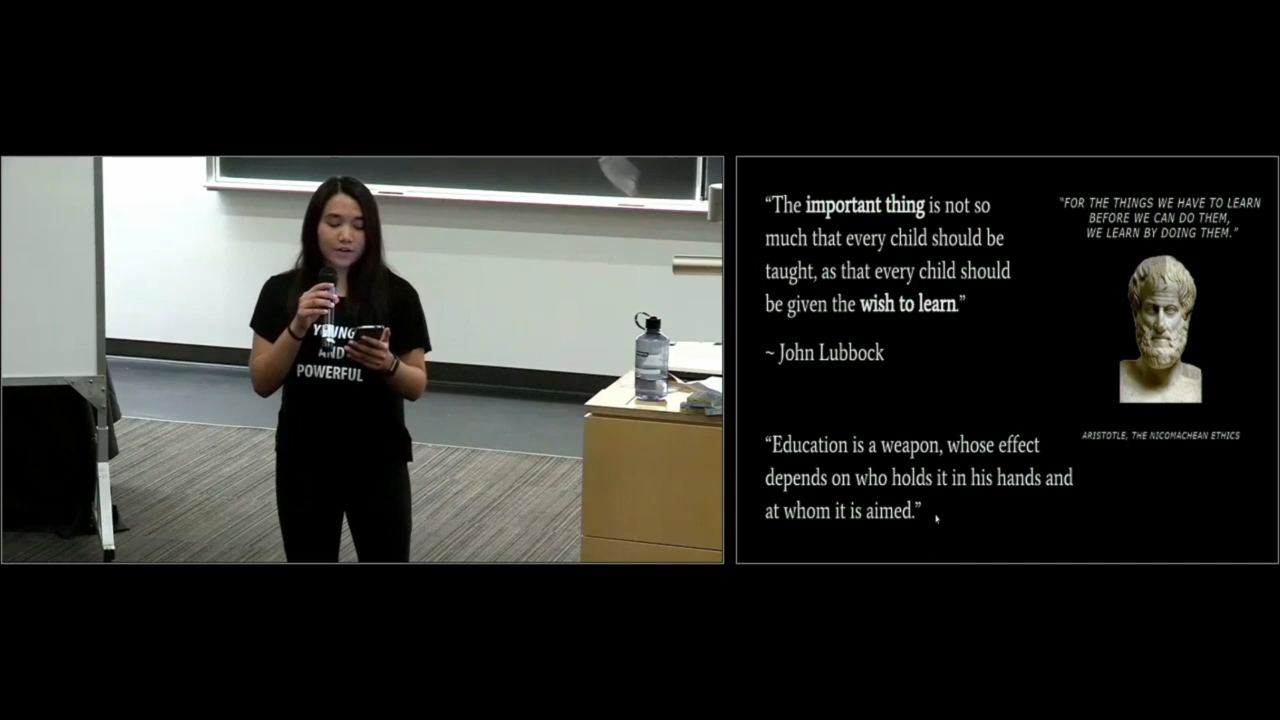 YOUNG
AND
POWERFUL
“The important thing is not so
much that every child should be
taught, as that every child should
be given the wish to learn.”
~ John Lubbock
“Education is a weapon, whose effect
depends on who holds it in his hands and
at whom it is aimed.”
“FOR THE THINGS WE HAVE TO LEARN
BEFORE WE CAN DO THEM,
WE LEARN BY DOING THEM.”
ARISTOTLE, THE NICOMACHEAN ETHICS